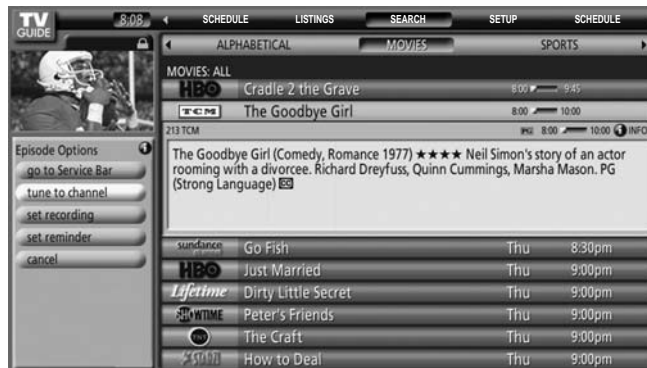 TV GUIDE 8:08 SCHEDULE LISTINGS SEARCH SETUP SCHEDULE
ALPHABETICAL MOVIES SPORTS
MOVIES: ALL
HBO Cradle 2 the Grave 8:00 9:45
TCM The Goodbye Girl 8:00 10:00
213 TCM PG 8:00 10:00 i INFO
The Goodbye Girl (Comedy, Romance 1977) ★★★★ Neil Simon's story of an actor
rooming with a divorcee. Richard Dreyfuss, Quinn Cummings, Marsha Mason. PG
(Strong Language) CC
Episode Options i
go to Service Bar
tune to channel
set recording
set reminder
cancel
sundance Go Fish Thu 8:30pm
HBO Just Married Thu 9:00pm
Lifetime Dirty Little Secret Thu 9:00pm
SHOWTIME Peter's Friends Thu 9:00pm
TNT The Craft Thu 9:00pm
STARZ! How to Deal Thu 9:00pm